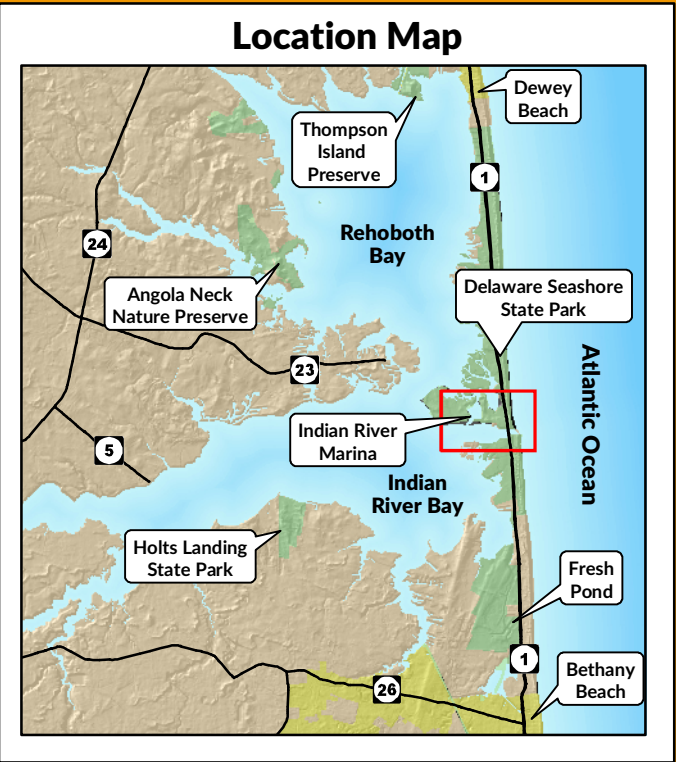 Location Map
Dewey
Beach
Thompson
Island
Preserve
1
Rehoboth
Bay
24
Delaware Seashore
State Park
Angola Neck
Nature Preserve
23
Atlantic Ocean
Indian River
Marina
5
Indian
River Bay
Holts Landing
State Park
Fresh
Pond
1
Bethany
Beach
26